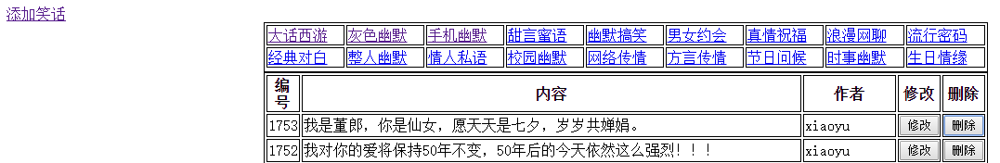 添加笑话
大话西游 灰色幽默 手机幽默 甜言蜜语 幽默搞笑 男女约会 真情祝福 浪漫网聊 流行密码
经典对白 整人幽默 情人私语 校园幽默 网络传情 方言传情 节日问候 时事幽默 生日情缘
编号 内容 作者 修改 删除
1753 我是董郎，你是仙女，愿天天是七夕，岁岁共婵娟。 xiaoyu 修改 删除
1752 我对你的爱将保持50年不变，50年后的今天依然这么强烈！！！ xiaoyu 修改 删除